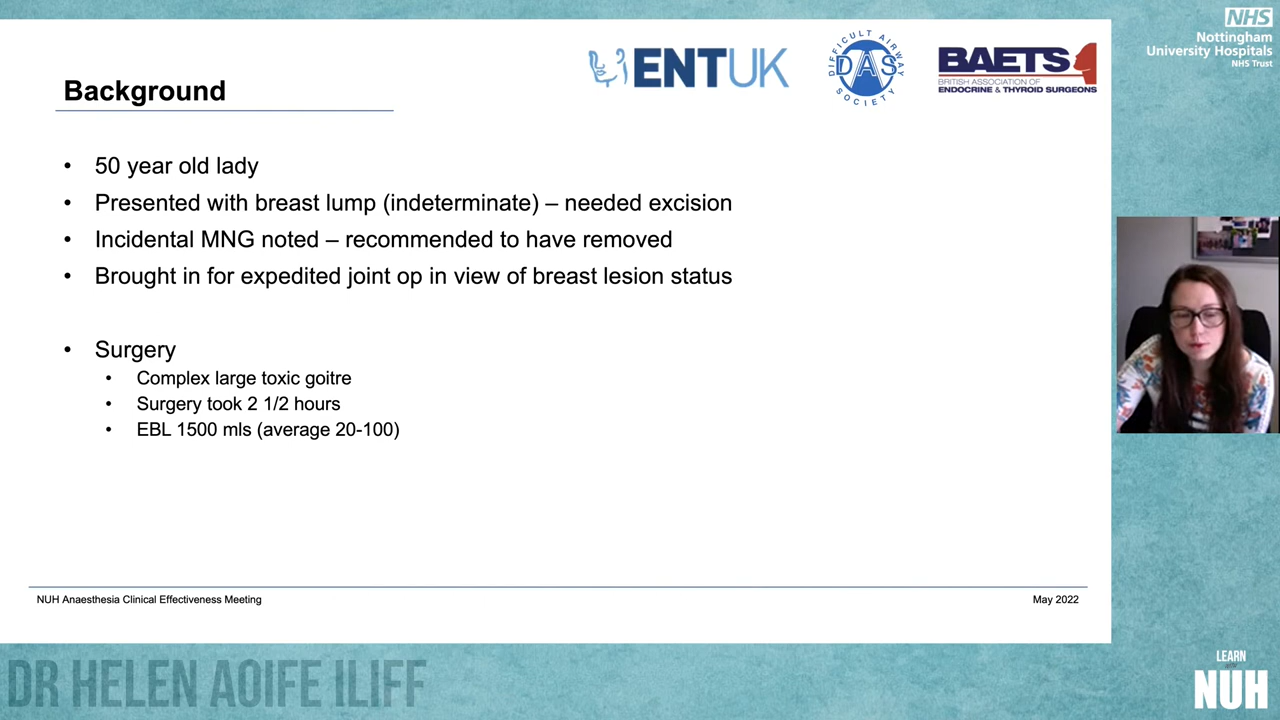 NHS
Nottingham
University Hospitals
NHS Trust
ENTUK
DIFFICULT AIRWAY
DAS
SOCIETY
BAETS
BRITISH ASSOCIATION OF
ENDOCRINE & THYROID SURGEONS
Background
• 50 year old lady
• Presented with breast lump (indeterminate) – needed excision
• Incidental MNG noted – recommended to have removed
• Brought in for expedited joint op in view of breast lesion status
• Surgery
• Complex large toxic goitre
• Surgery took 2 1/2 hours
• EBL 1500 mls (average 20-100)
NUH Anaesthesia Clinical Effectiveness Meeting
May 2022
DR HELEN AOIFE ILIFF
LEARN
NUH